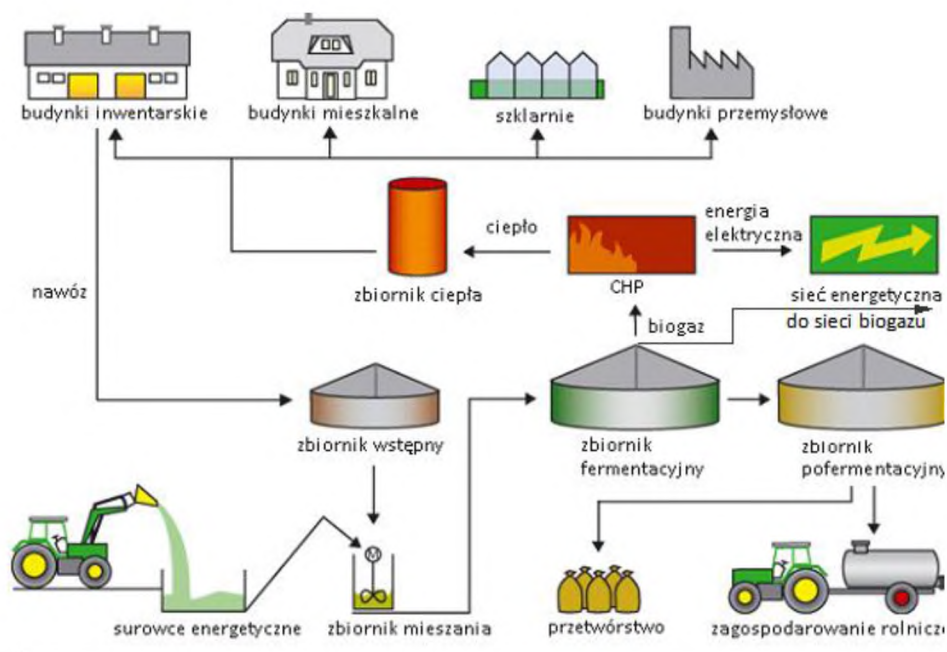 budynki inwentarskie
budynki mieszkalne
szklarnie
budynki przemysłowe
ciepło
energia
elektryczna
nawóz
zbiornik ciepła
CHP
sieć energetyczna
do sieci biogazu
biogaz
zbiornik wstępny
zbiornik
fermentacyjny
zbiornik
pofermentacyjny
M
surowce energetyczne
zbiornik mieszania
przetwórstwo
zagospodarowanie rolnicze